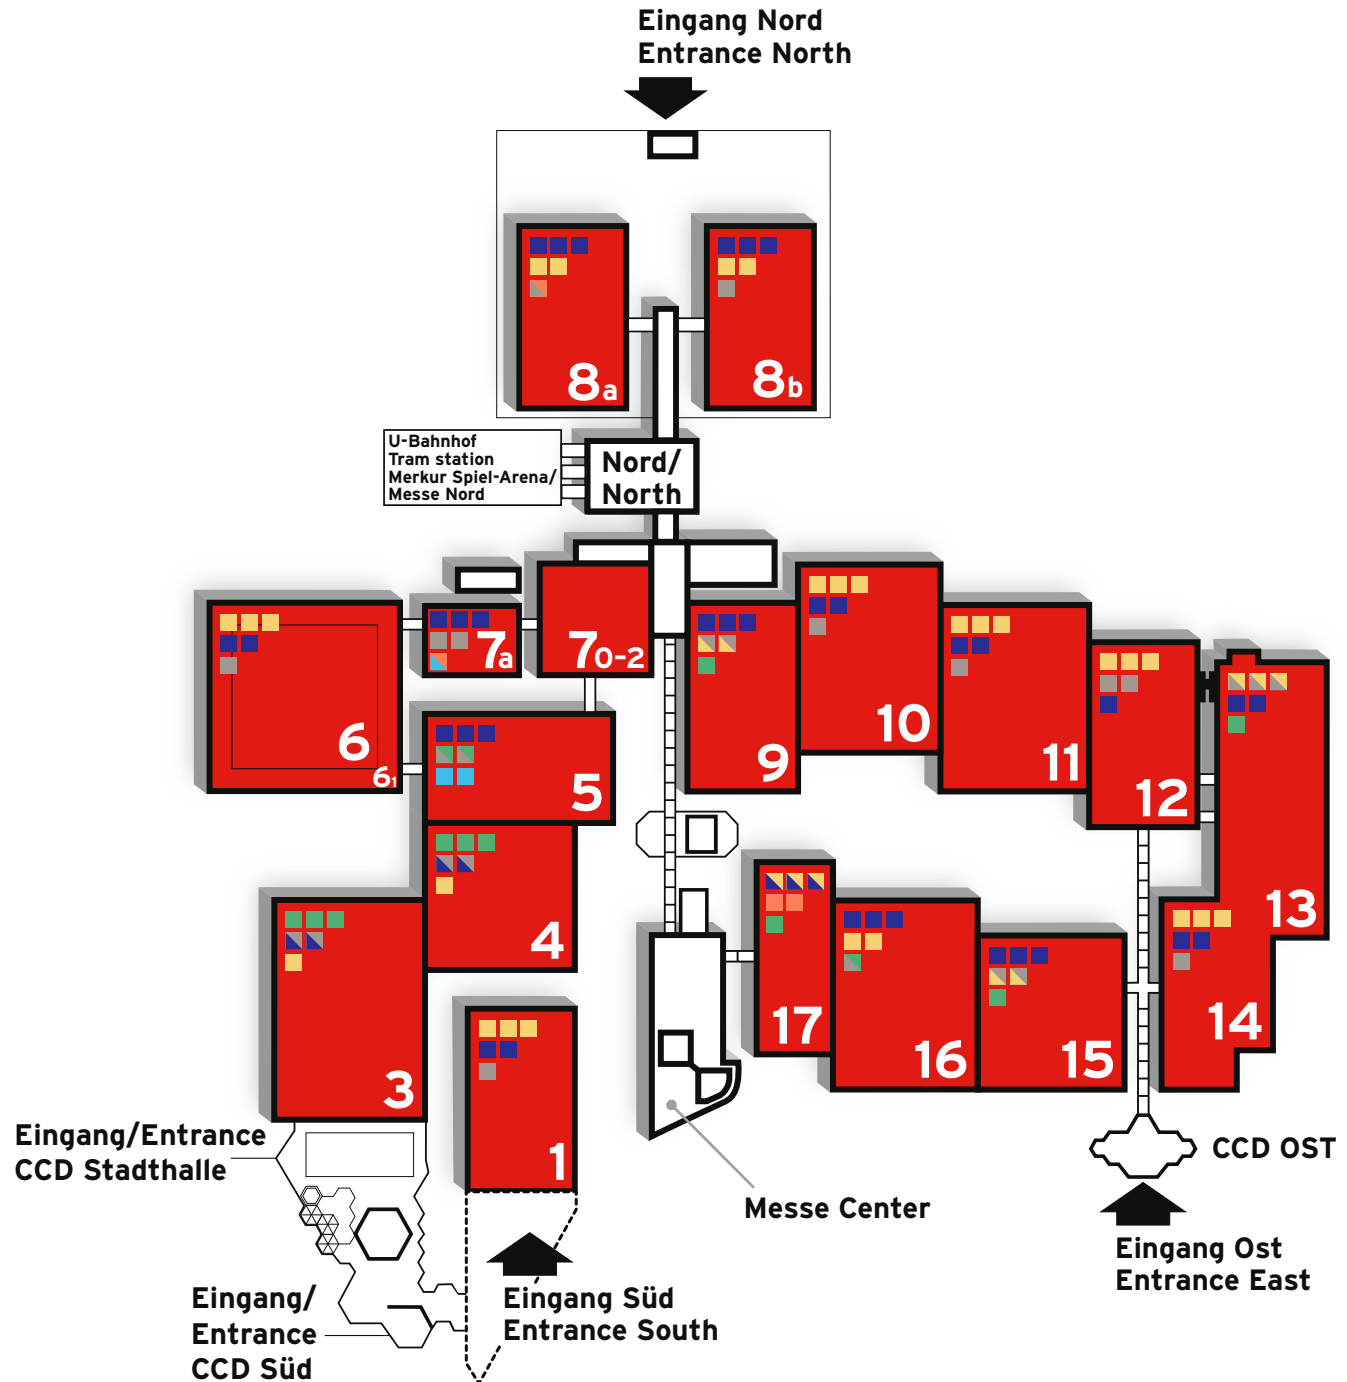 Eingang Nord
Entrance North
8a
8b
U-Bahnhof
Tram station
Merkur Spiel-Arena/
Messe Nord
Nord/
North
7a
70-2
6
61
5
9
10
11
12
13
4
3
1
17
16
15
14
Eingang/Entrance
CCD Stadthalle
CCD OST
Messe Center
Eingang Ost
Entrance East
Eingang/
Entrance
CCD Süd
Eingang Süd
Entrance South